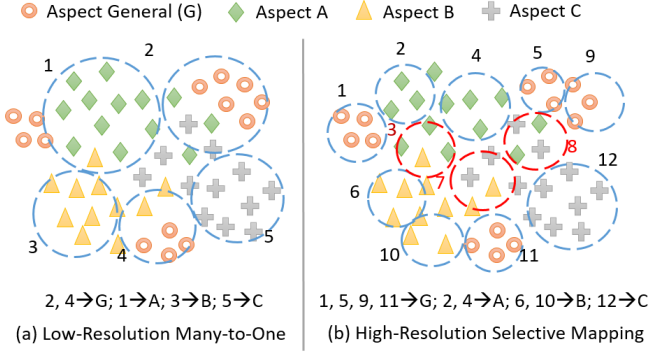 Aspect General (G) Aspect A Aspect B Aspect C
1 2
3 4 5
2, 4➔G; 1➔A; 3➔B; 5➔C
(a) Low-Resolution Many-to-One
1 2 4 5 9
3 8
6 7 12
10 11
1, 5, 9, 11➔G; 2, 4➔A; 6, 10➔B; 12➔C
(b) High-Resolution Selective Mapping